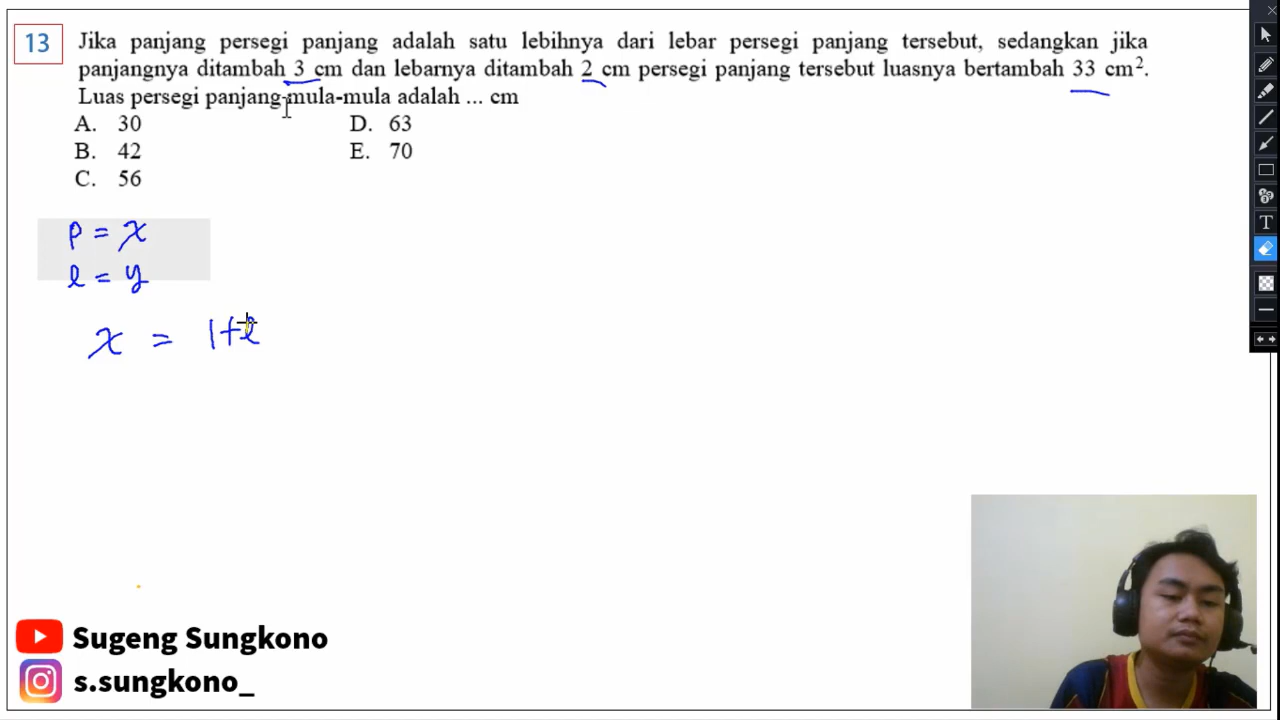 13
Jika panjang persegi panjang adalah satu lebihnya dari lebar persegi panjang tersebut, sedangkan jika
panjangnya ditambah 3 cm dan lebarnya ditambah 2 cm persegi panjang tersebut luasnya bertambah 33 cm².
Luas persegi panjang mula-mula adalah ... cm
A. 30
D. 63
B. 42
E. 70
C. 56
p = x
l = y
x = 1+l
T
Sugeng Sungkono
s.sungkono_